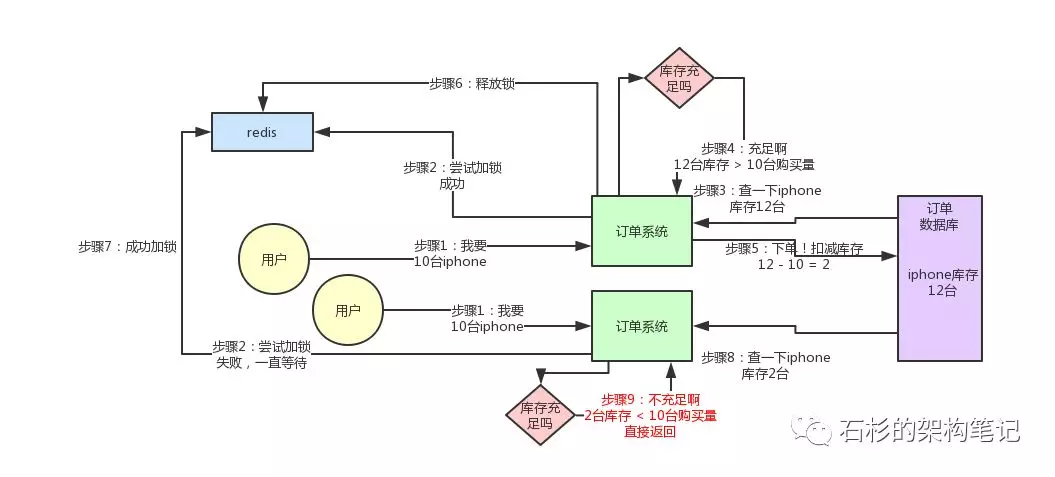 步骤6：释放锁
库存充
足吗
redis
步骤2：尝试加锁
成功
步骤4：充足啊
12台库存 > 10台购买量
步骤3：查一下iphone
库存12台
订单
数据库
步骤7：成功加锁
用户
步骤1：我要
10台iphone
订单系统
步骤5：下单！扣减库存
12 - 10 = 2
iphone库存
12台
用户
步骤1：我要
10台iphone
订单系统
步骤2：尝试加锁
失败，一直等待
步骤8：查一下iphone
库存2台
库存充
足吗
步骤9：不充足啊
2台库存 < 10台购买量
直接返回
石杉的架构笔记